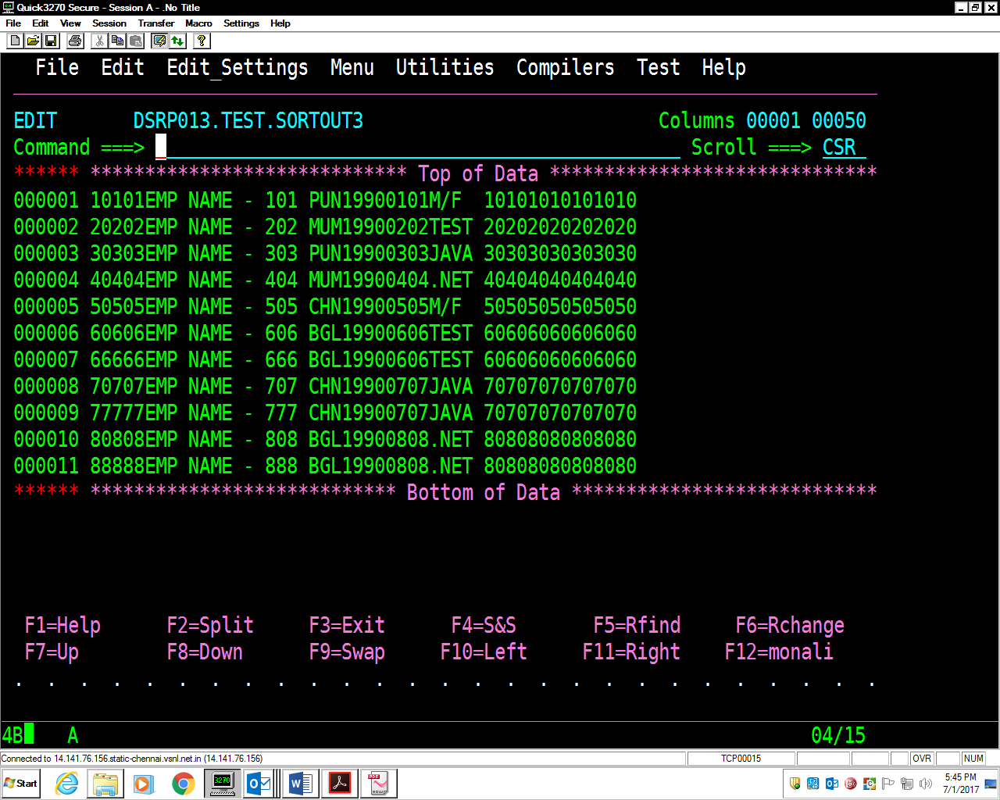 Quick3270 Secure - Session A - .No Title
File Edit View Session Transfer Macro Settings Help
File Edit Edit_Settings Menu Utilities Compilers Test Help
EDIT DSRP013.TEST.SORTOUT3 Columns 00001 00050
Command ===> Scroll ===> CSR
****** ***************************** Top of Data ******************************
000001 10101EMP NAME - 101 PUN19900101M/F  10101010101010
000002 20202EMP NAME - 202 MUM19900202TEST 20202020202020
000003 30303EMP NAME - 303 PUN19900303JAVA 30303030303030
000004 40404EMP NAME - 404 MUM19900404.NET 40404040404040
000005 50505EMP NAME - 505 CHN19900505M/F  50505050505050
000006 60606EMP NAME - 606 BGL19900606TEST 60606060606060
000007 66666EMP NAME - 666 BGL19900606TEST 60606060606060
000008 70707EMP NAME - 707 CHN19900707JAVA 70707070707070
000009 77777EMP NAME - 777 CHN19900707JAVA 70707070707070
000010 80808EMP NAME - 808 BGL19900808.NET 80808080808080
000011 88888EMP NAME - 888 BGL19900808.NET 80808080808080
****** **************************** Bottom of Data ****************************
F1=Help F2=Split F3=Exit F4=S&S F5=Rfind F6=Rchange
F7=Up F8=Down F9=Swap F10=Left F11=Right F12=monali
. . . . . . . . . . . . . . . . . . . . . . . . . . .
4B A 04/15
Connected to 14.141.76.156.static-chennai.vsnl.net.in (14.141.76.156) TCP00015 OVR NUM
Start 3270 5:45 PM
7/1/2017